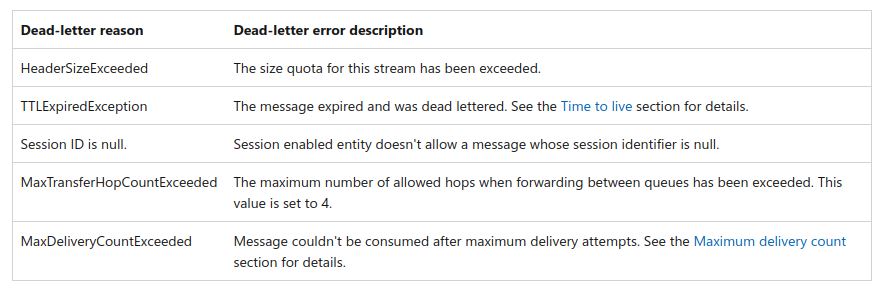 Dead-letter reason Dead-letter error description
HeaderSizeExceeded The size quota for this stream has been exceeded.
TTLExpiredException The message expired and was dead lettered. See the Time to live section for details.
Session ID is null. Session enabled entity doesn't allow a message whose session identifier is null.
MaxTransferHopCountExceeded The maximum number of allowed hops when forwarding between queues has been exceeded. This
value is set to 4.
MaxDeliveryCountExceeded Message couldn't be consumed after maximum delivery attempts. See the Maximum delivery count
section for details.